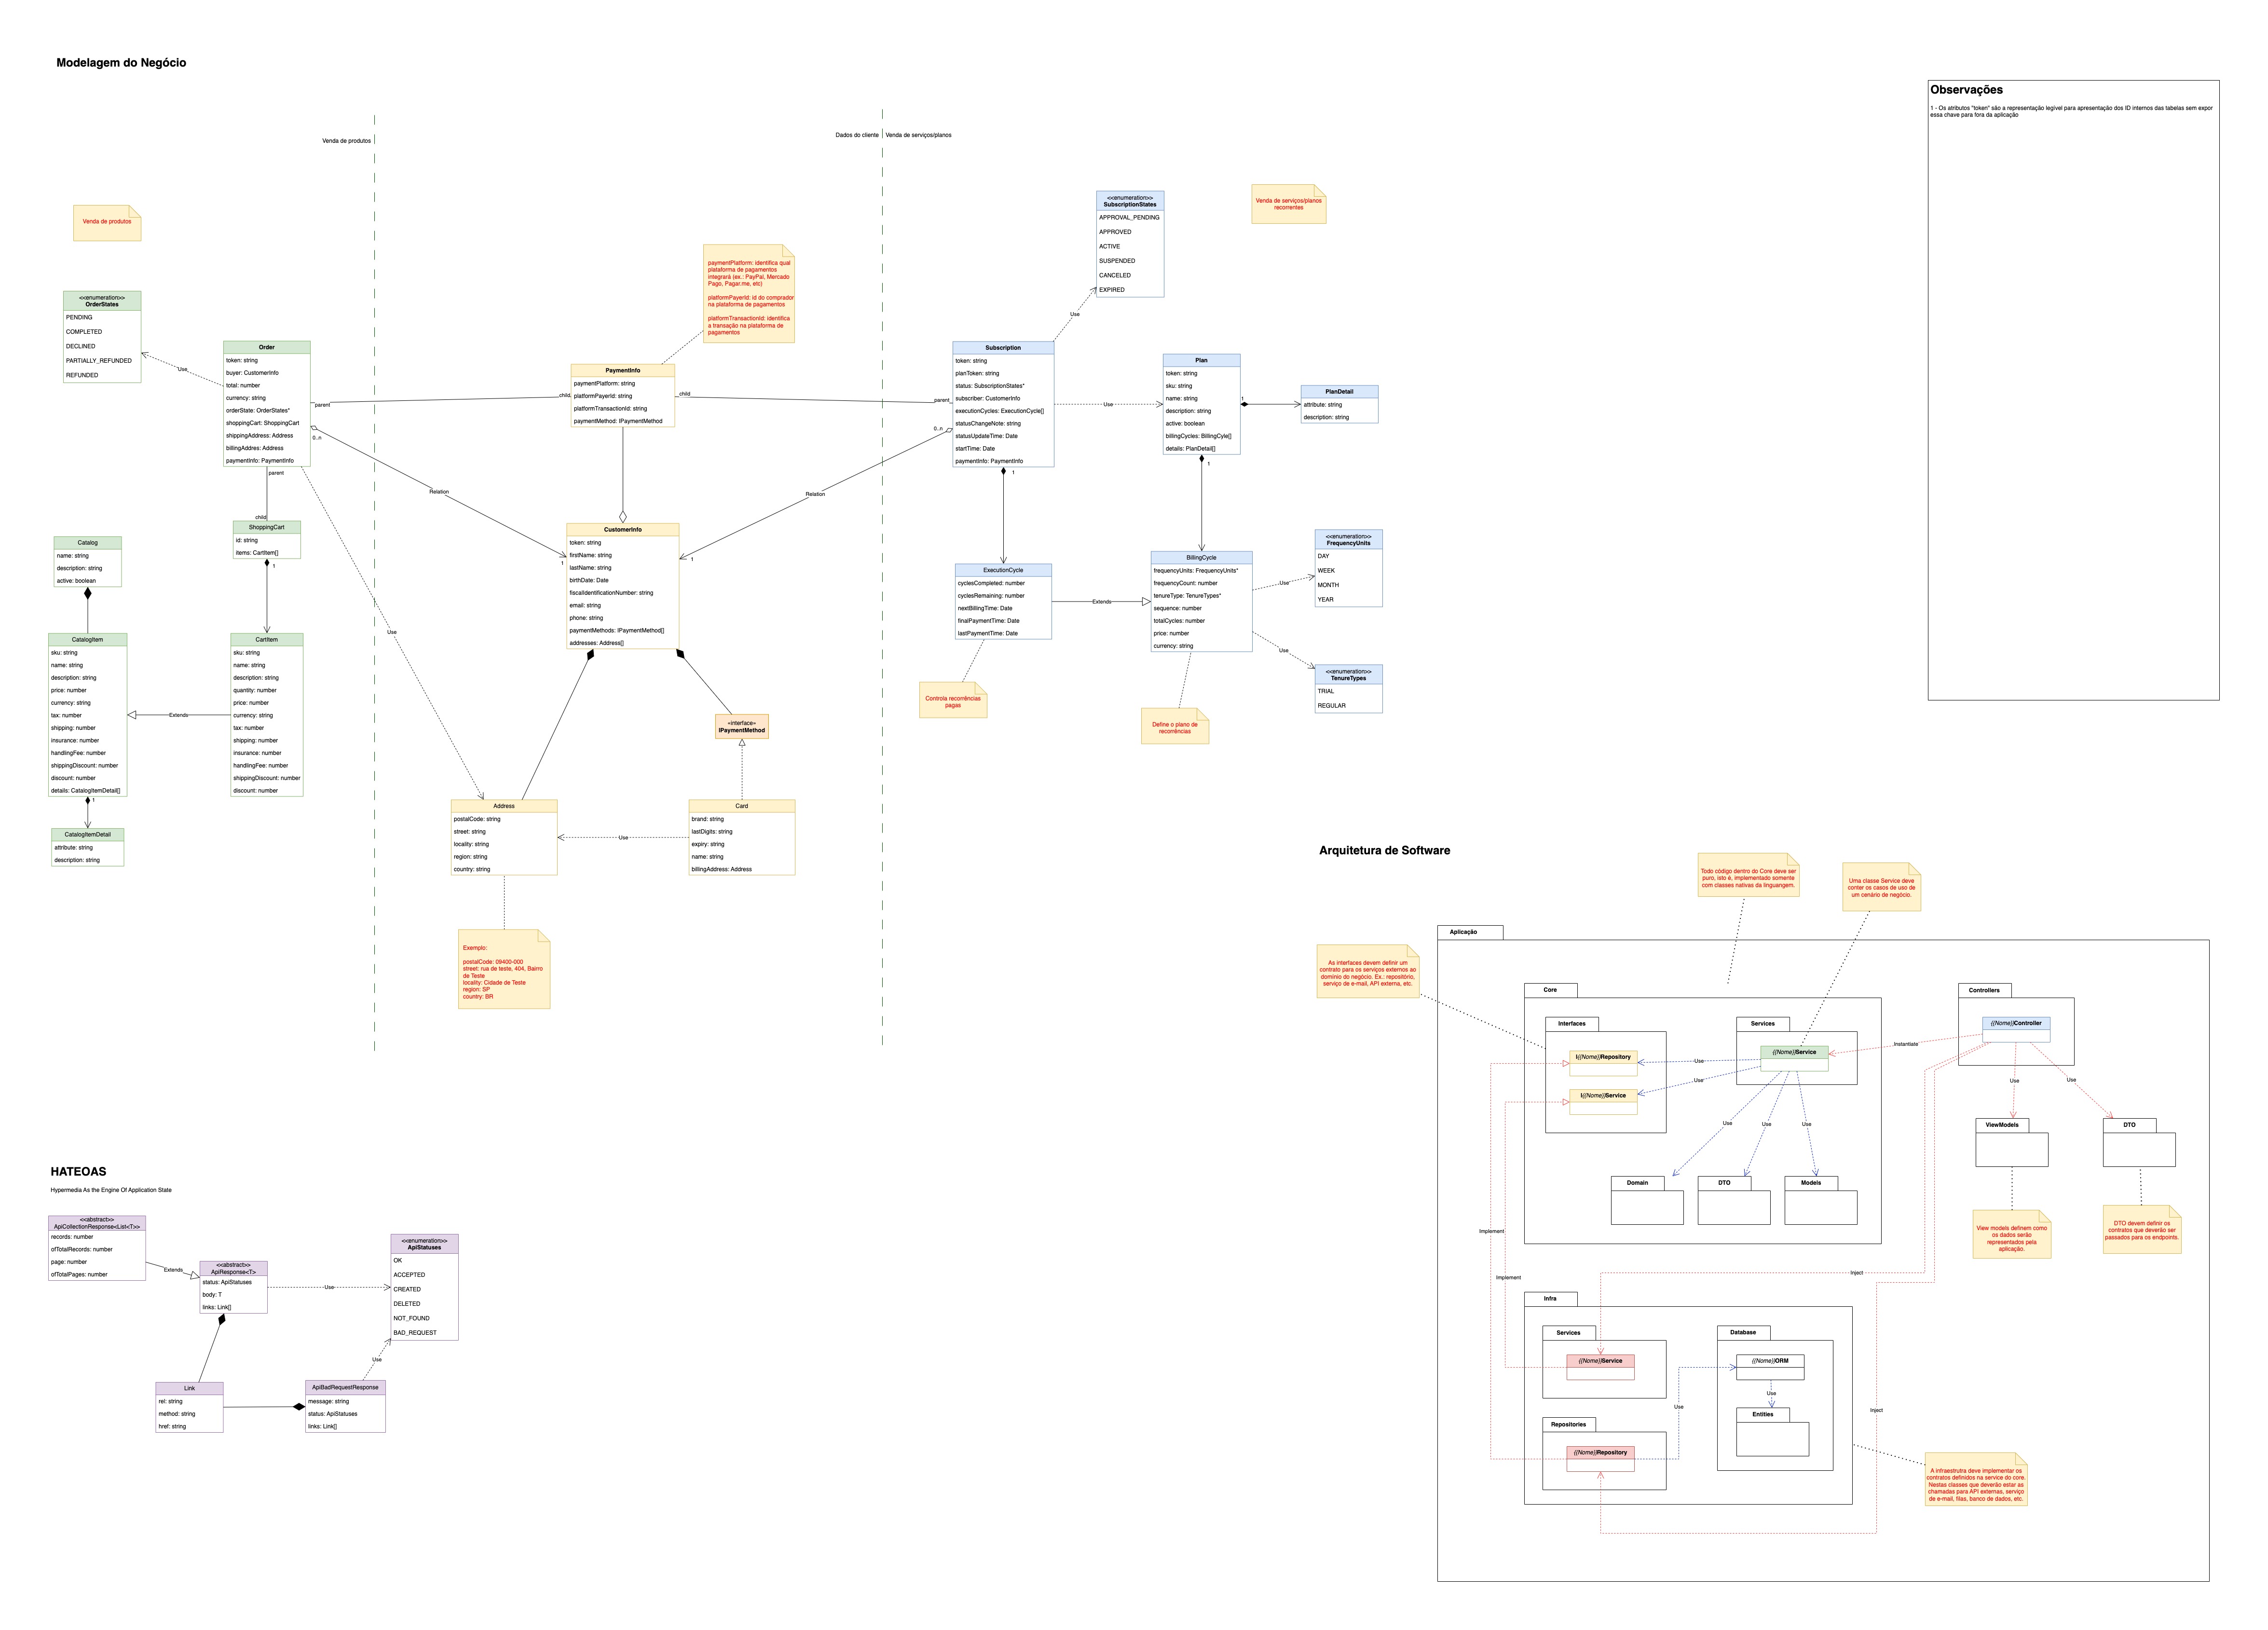 Modelagem do Negócio
Venda de produtos
Dados do cliente
Venda de serviços/planos
Observações
1 - Os atributos "token" são a representação legível para apresentação dos ID internos das tabelas sem expor
essa chave para fora da aplicação
Venda de produtos
<<enumeration>>
OrderStates
PENDING
COMPLETED
DECLINED
PARTIALLY_REFUNDED
REFUNDED
Use
Order
token: string
buyer: CustomerInfo
total: number
currency: string
orderState: OrderStates*
shoppingCart: ShoppingCart
shippingAddress: Address
billingAddres: Address
paymentInfo: PaymentInfo
parent
child
0..n
Relation
1
parent
child
Use
ShoppingCart
id: string
items: CartItem[]
1
Catalog
name: string
description: string
active: boolean
CatalogItem
sku: string
name: string
description: string
price: number
currency: string
tax: number
shipping: number
insurance: number
handlingFee: number
shippingDiscount: number
discount: number
details: CatalogItemDetail[]
1
Extends
CartItem
sku: string
name: string
description: string
quantity: number
price: number
currency: string
tax: number
shipping: number
insurance: number
handlingFee: number
shippingDiscount: number
discount: number
CatalogItemDetail
attribute: string
description: string
paymentPlatform: identifica qual
plataforma de pagamentos
integrará (ex.: PayPal, Mercado
Pago, Pagar.me, etc)
platformPayerId: id do comprador
na plataforma de pagamentos
platformTransactionId: identifica
a transação na plataforma de
pagamentos
PaymentInfo
paymentPlatform: string
platformPayerId: string
platformTransactionId: string
paymentMethod: IPaymentMethod
child
parent
CustomerInfo
token: string
firstName: string
lastName: string
birthDate: Date
fiscalIdentificationNumber: string
email: string
phone: string
paymentMethods: IPaymentMethod[]
addresses: Address[]
0..n
Relation
1
«interface»
IPaymentMethod
Address
postalCode: string
street: string
locality: string
region: string
country: string
Use
Card
brand: string
lastDigits: string
expiry: string
name: string
billingAddress: Address
Exemplo:
postalCode: 09400-000
street: rua de teste, 404, Bairro
de Teste
locality: Cidade de Teste
region: SP
country: BR
<<enumeration>>
SubscriptionStates
APPROVAL_PENDING
APPROVED
ACTIVE
SUSPENDED
CANCELED
EXPIRED
Venda de serviços/planos
recorrentes
Use
Subscription
token: string
planToken: string
status: SubscriptionStates*
subscriber: CustomerInfo
executionCycles: ExecutionCycle[]
statusChangeNote: string
statusUpdateTime: Date
startTime: Date
paymentInfo: PaymentInfo
1
Use
Plan
token: string
sku: string
name: string
description: string
active: boolean
billingCycles: BillingCyle[]
details: PlanDetail[]
1
1
PlanDetail
attribute: string
description: string
ExecutionCycle
cyclesCompleted: number
cyclesRemaining: number
nextBillingTime: Date
finalPaymentTime: Date
lastPaymentTime: Date
Extends
BillingCycle
frequencyUnits: FrequencyUnits*
frequencyCount: number
tenureType: TenureTypes*
sequence: number
totalCycles: number
price: number
currency: string
Use
Use
<<enumeration>>
FrequencyUnits
DAY
WEEK
MONTH
YEAR
<<enumeration>>
TenureTypes
TRIAL
REGULAR
Controla recorrências
pagas
Define o plano de
recorrências
Arquitetura de Software
Todo código dentro do Core deve ser
puro, isto é, implementado somente
com classes nativas da linguangem.
Uma classe Service deve
conter os casos de uso de
um cenário de negócio.
As interfaces devem definir um
contrato para os serviços externos ao
domínio do negócio. Ex.: repositório,
serviço de e-mail, API externa, etc.
Aplicação
Core
Interfaces
I{{Nome}}Repository
I{{Nome}}Service
Services
{{Nome}}Service
Use
Use
Use
Use
Use
Domain
DTO
Models
Controllers
{{Nome}}Controller
Instantiate
Use
Use
ViewModels
DTO
View models definem como
os dados serão
representados pela
aplicação.
DTO devem definir os
contratos que deverão ser
passados para os endpoints.
Implement
Implement
Inject
Inject
Infra
Services
{{Nome}}Service
Repositories
{{Nome}}Repository
Use
Database
{{Nome}}ORM
Use
Entities
A infraestrutra deve implementar os
contratos definidos na service do core.
Nestas classes que deverão estar as
chamadas para API externas, serviço
de e-mail, filas, banco de dados, etc.
HATEOAS
Hypermedia As the Engine Of Application State
<<abstract>>
ApiCollectionResponse<List<T>>
records: number
ofTotalRecords: number
page: number
ofTotalPages: number
Extends
<<abstract>>
ApiResponse<T>
status: ApiStatuses
body: T
links: Link[]
Use
<<enumeration>>
ApiStatuses
OK
ACCEPTED
CREATED
DELETED
NOT_FOUND
BAD_REQUEST
Use
Link
rel: string
method: string
href: string
ApiBadRequestResponse
message: string
status: ApiStatuses
links: Link[]